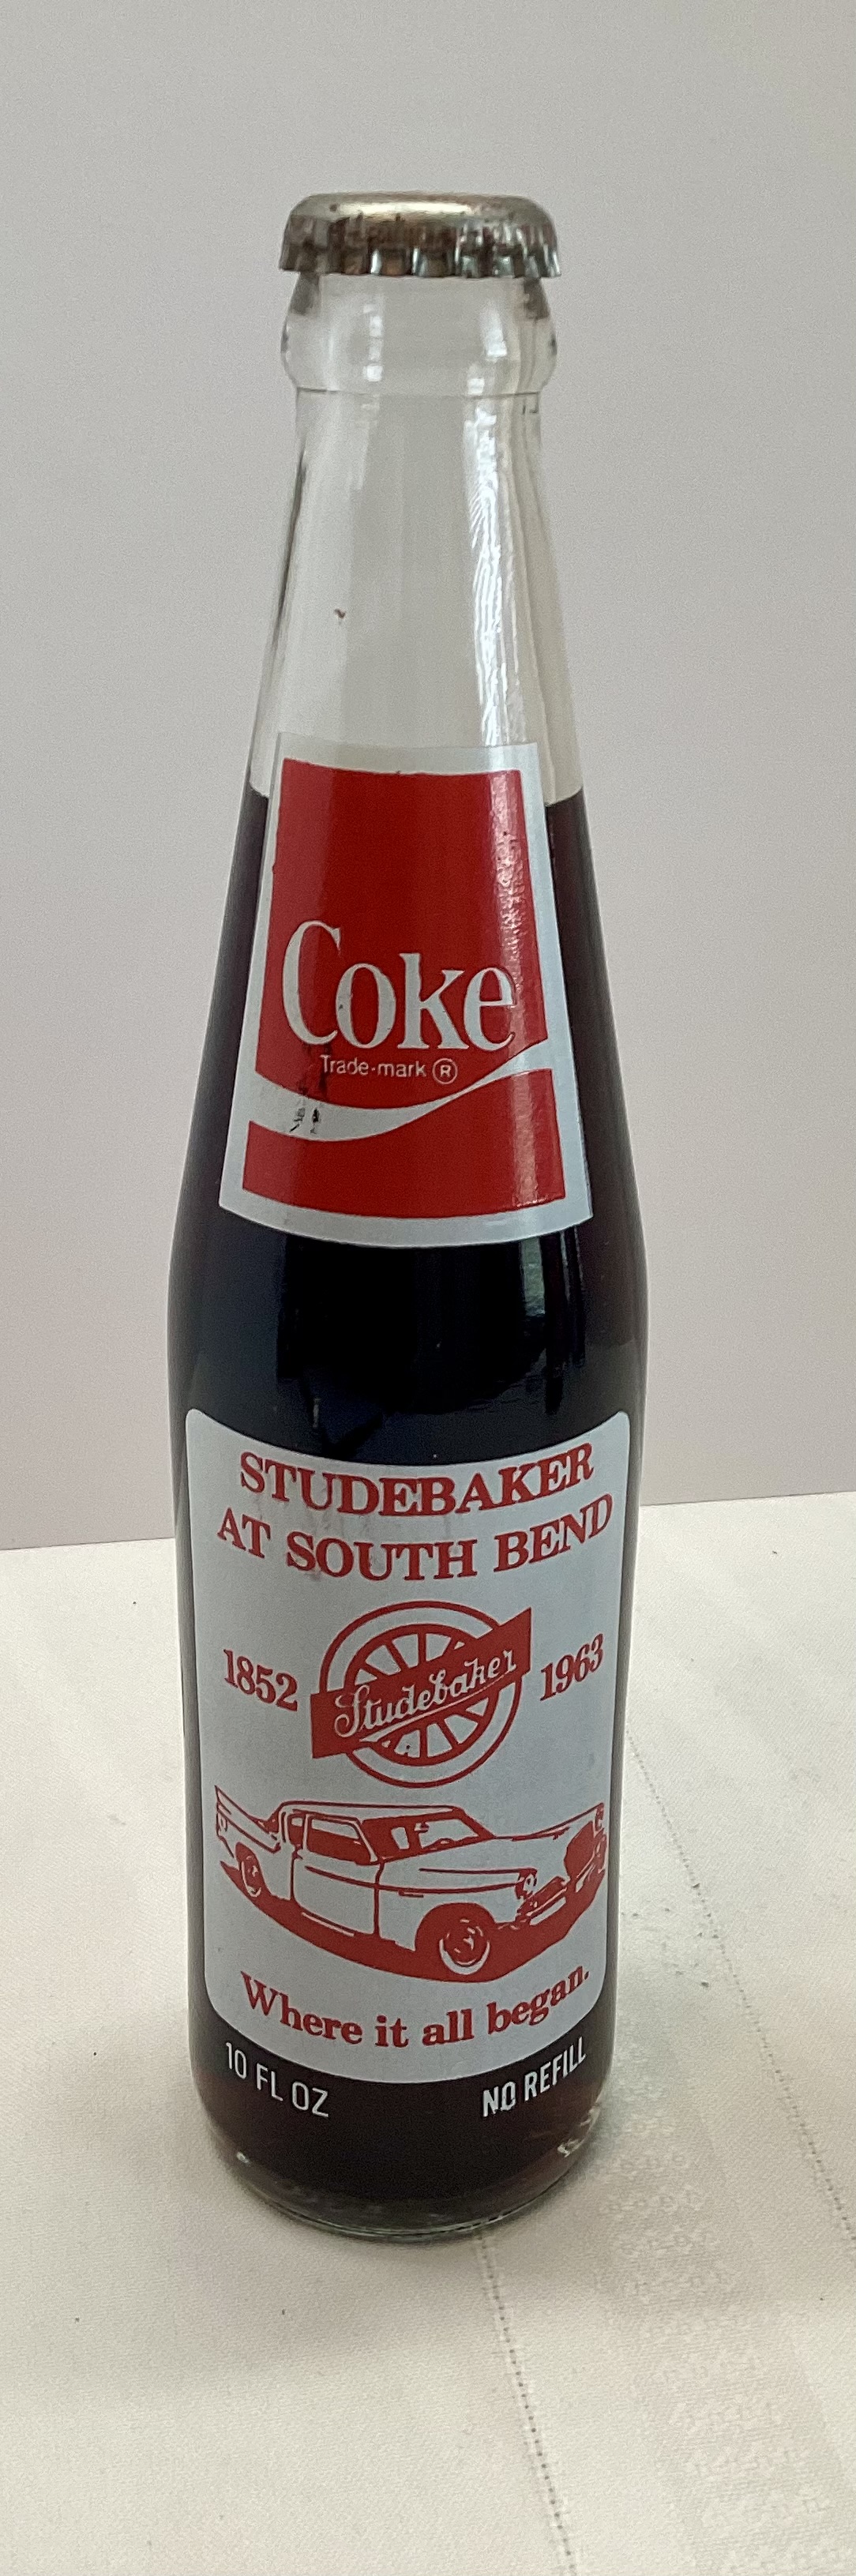 Coke
Trade-mark ®
STUDEBAKER
AT SOUTH BEND
1852 Studebaker 1963
Where it all began.
10 FL OZ NO REFILL